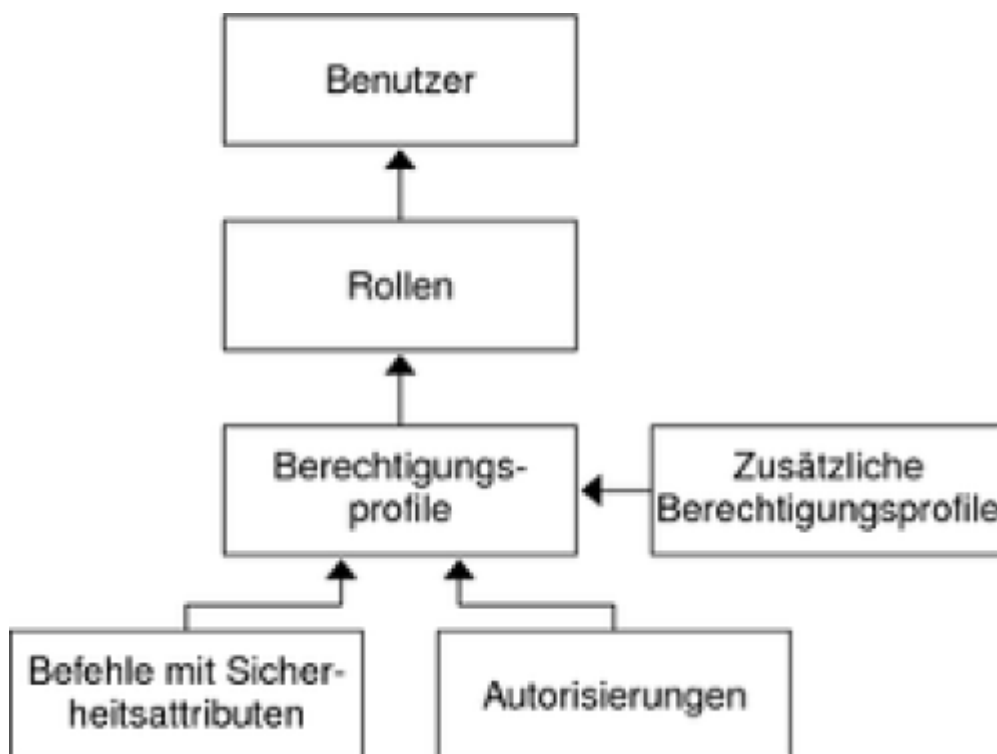 Benutzer
Rollen
Berechtigungs-
profile
Zusätzliche
Berechtigungsprofile
Befehle mit Sicher-
heitsattributen
Autorisierungen